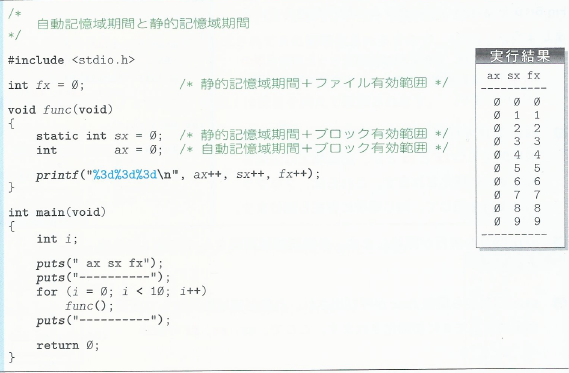 /*
自動記憶域期間と静的記憶域期間
*/
#include <stdio.h>
int fx = 0; /* 静的記憶域期間＋ファイル有効範囲 */
void func(void)
{
static int sx = 0; /* 静的記憶域期間＋ブロック有効範囲 */
int ax = 0; /* 自動記憶域期間＋ブロック有効範囲 */
printf("%3d%3d%3d\n", ax++, sx++, fx++);
}
int main(void)
{
int i;
puts(" ax sx fx");
puts("----------");
for (i = 0; i < 10; i++)
func();
puts("----------");
return 0;
}
実行結果
ax sx fx
----------
0 0 0
0 1 1
0 2 2
0 3 3
0 4 4
0 5 5
0 6 6
0 7 7
0 8 8
0 9 9
----------